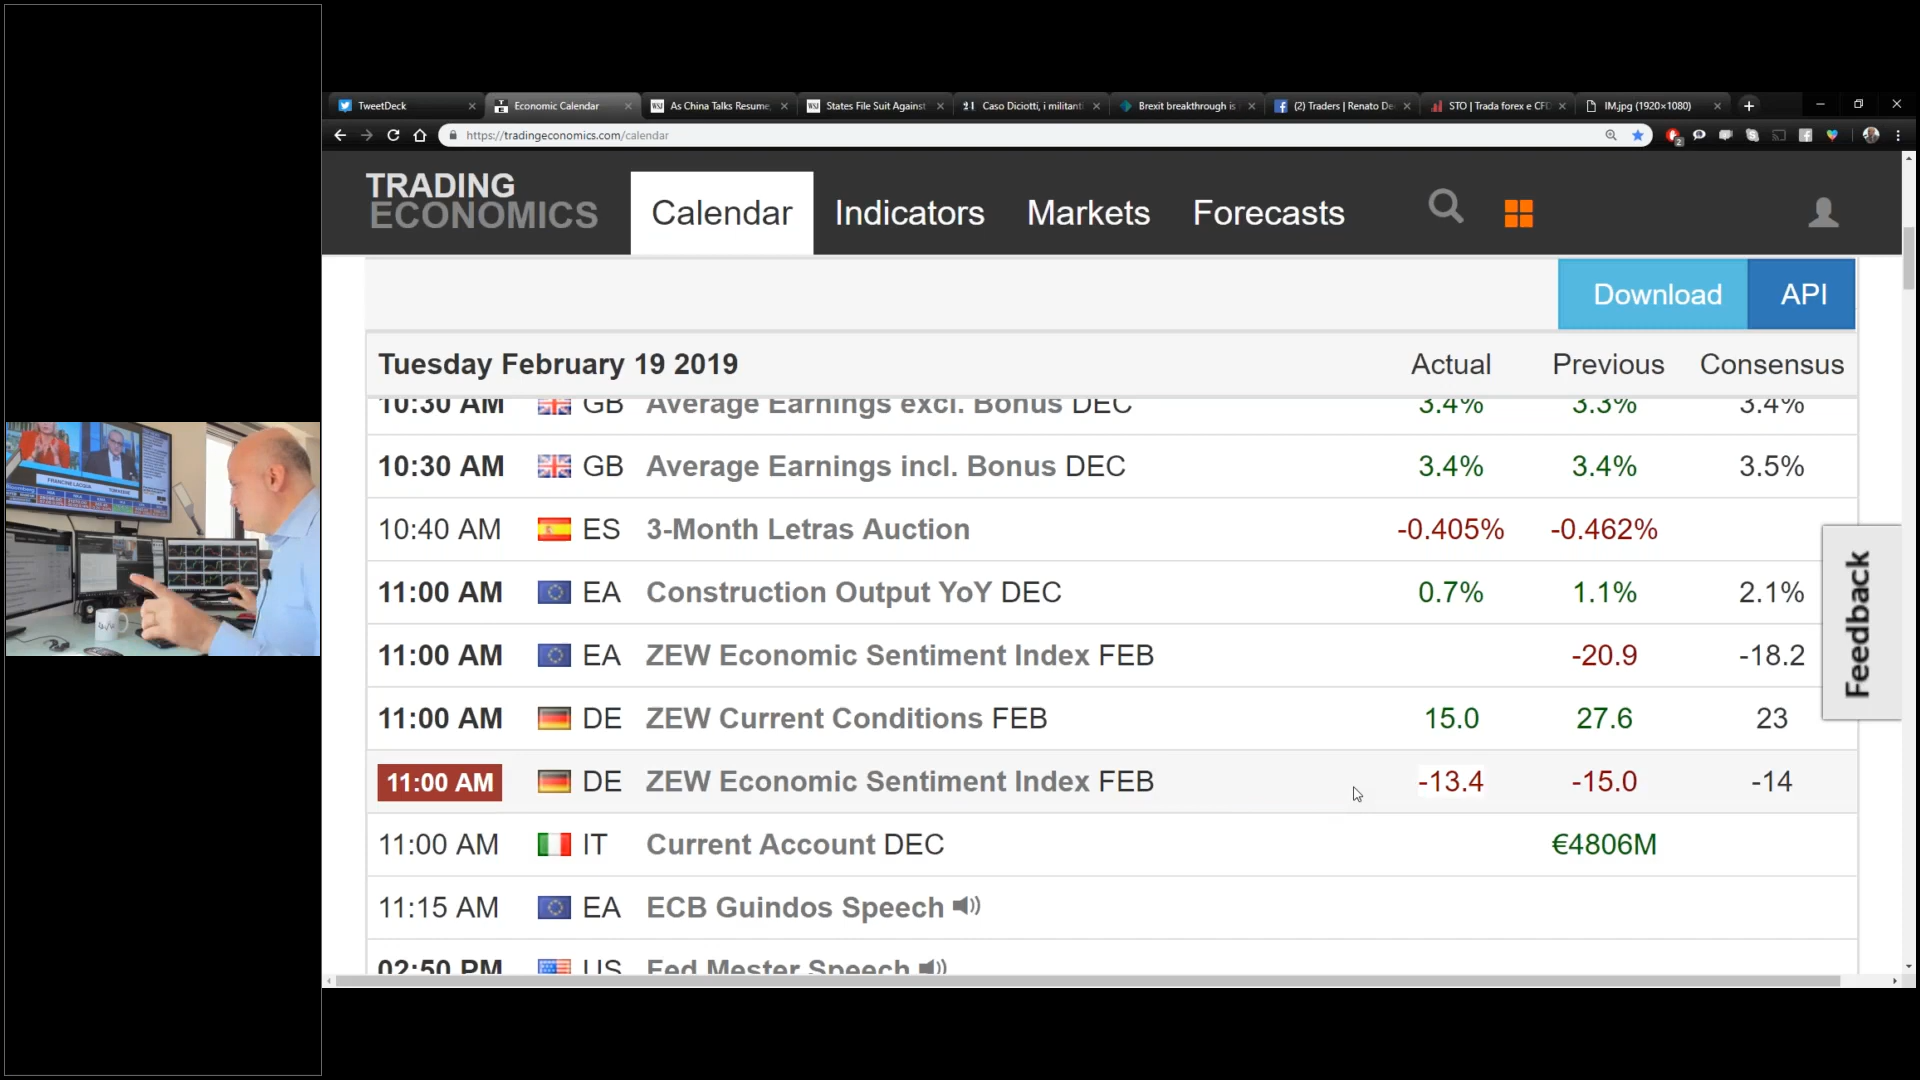 TweetDeck
Economic Calendar
As China Talks Resume,
States File Suit Against
Caso Diciotti, i militanti
Brexit breakthrough is
(2) Traders | Renato De
STO | Trada forex e CFD
IM.jpg (1920×1080)
https://tradingeconomics.com/calendar
TRADING
ECONOMICS
Calendar
Indicators
Markets
Forecasts
Download
API
Tuesday February 19 2019 Actual Previous Consensus
10:30 AM GB Average Earnings excl. Bonus DEC 3.4% 3.3% 3.4%
10:30 AM GB Average Earnings incl. Bonus DEC 3.4% 3.4% 3.5%
10:40 AM ES 3-Month Letras Auction -0.405% -0.462%
11:00 AM EA Construction Output YoY DEC 0.7% 1.1% 2.1%
11:00 AM EA ZEW Economic Sentiment Index FEB -20.9 -18.2
11:00 AM DE ZEW Current Conditions FEB 15.0 27.6 23
11:00 AM DE ZEW Economic Sentiment Index FEB -13.4 -15.0 -14
11:00 AM IT Current Account DEC €4806M
11:15 AM EA ECB Guindos Speech
02:50 PM US Fed Mester Speech
Feedback
FRANCINE LACQUA